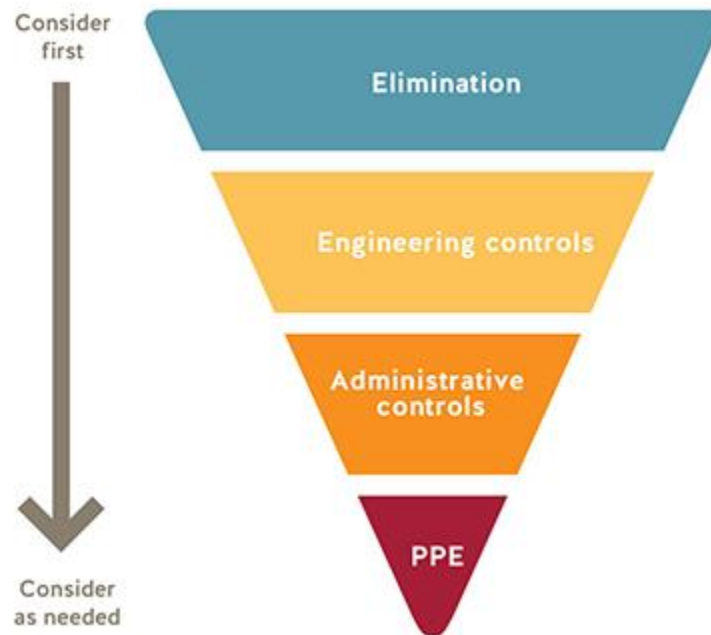 Consider
first
Elimination
Engineering controls
Administrative
controls
PPE
Consider
as needed